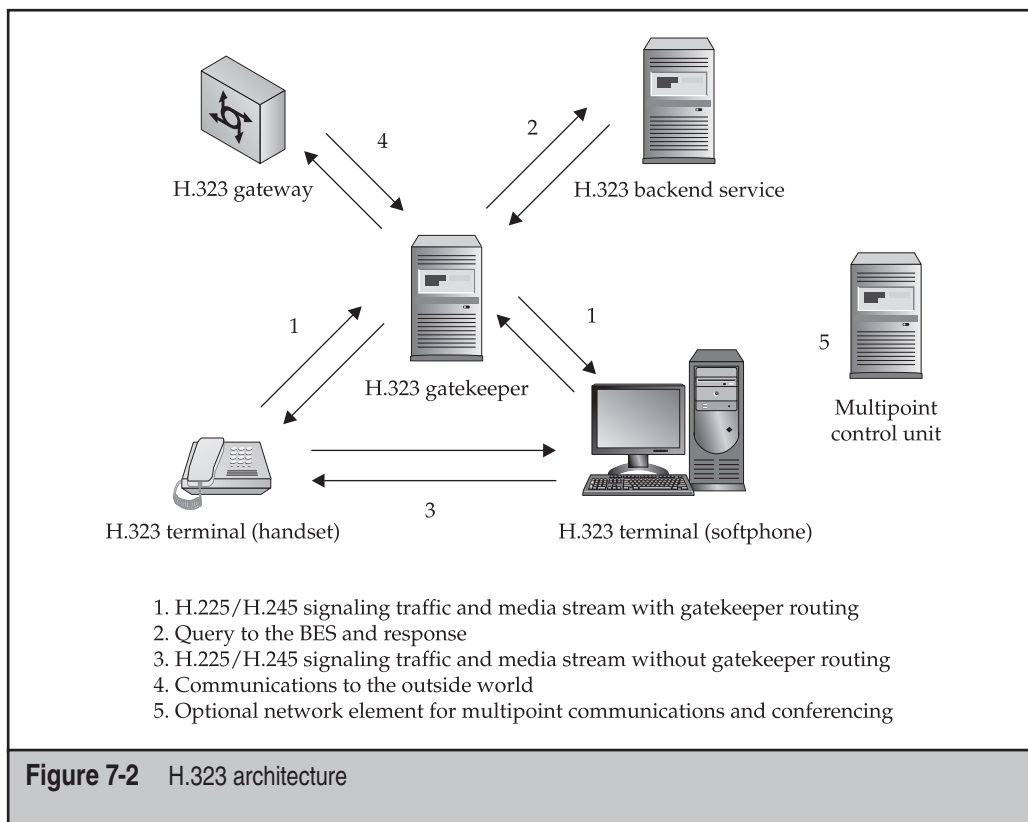 4
2
H.323 gateway
H.323 backend service
1
1
5
H.323 gatekeeper
Multipoint
control unit
3
H.323 terminal (handset)
H.323 terminal (softphone)
1. H.225/H.245 signaling traffic and media stream with gatekeeper routing
2. Query to the BES and response
3. H.225/H.245 signaling traffic and media stream without gatekeeper routing
4. Communications to the outside world
5. Optional network element for multipoint communications and conferencing
Figure 7-2 H.323 architecture